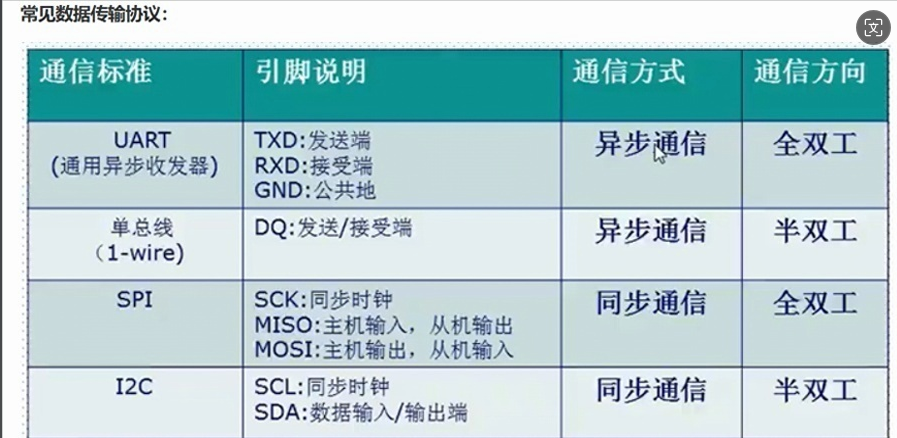 常见数据传输协议：
通信标准 引脚说明 通信方式 通信方向
UART TXD:发送端 异步通信 全双工
(通用异步收发器) RXD:接受端
GND:公共地
单总线 DQ:发送/接受端 异步通信 半双工
（1-wire)
SPI SCK:同步时钟 同步通信 全双工
MISO:主机输入，从机输出
MOSI:主机输出，从机输入
I2C SCL:同步时钟 同步通信 半双工
SDA:数据输入/输出端